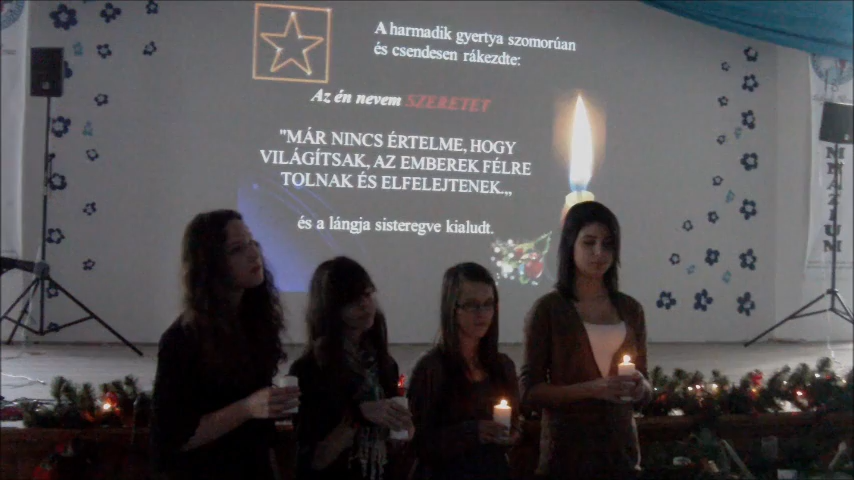 A harmadik gyertya szomorúan
és csendesen rákezdte:
Az én nevem SZERETET
"MÁR NINCS ÉRTELME, HOGY
VILÁGÍTSAK, AZ EMBEREK FÉLRE
TOLNAK ÉS ELFELEJTENEK.„
és a lángja sisteregve kialudt.